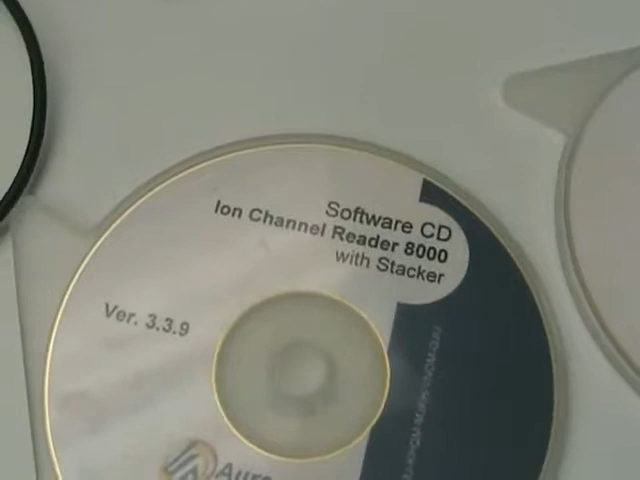 Software CD
Ion Channel Reader 8000
with Stacker
Ver. 3.3.9